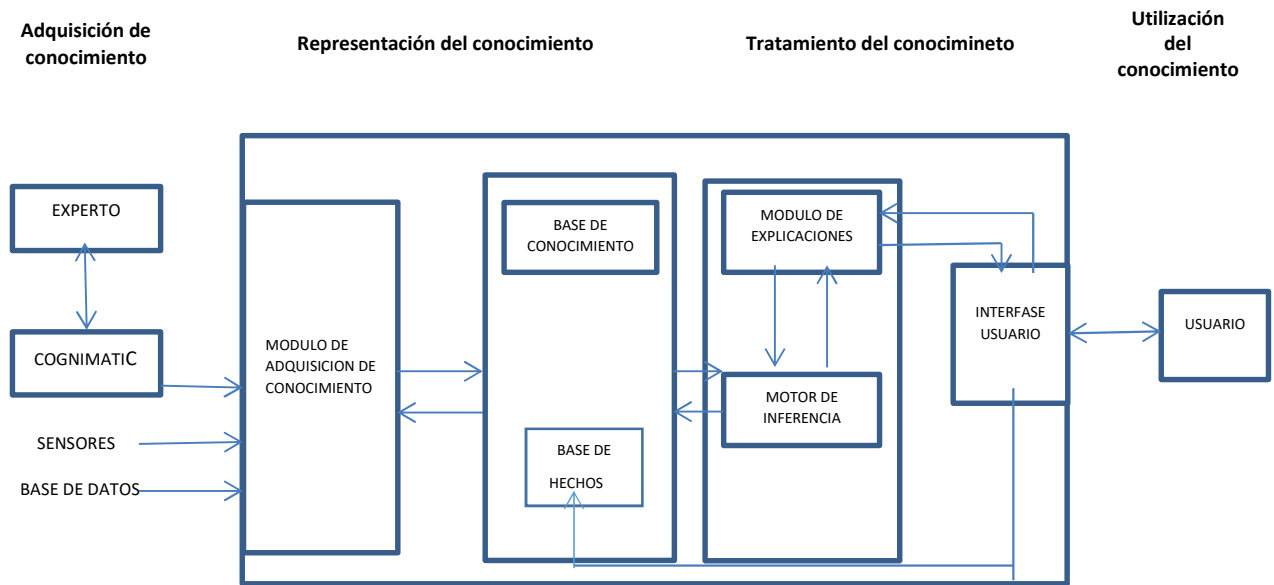 Adquisición de
conocimiento
Representación del conocimiento
Tratamiento del conocimineto
Utilización
del
conocimiento
EXPERTO
COGNIMATIC
SENSORES
BASE DE DATOS
MODULO DE
ADQUISICION DE
CONOCIMIENTO
BASE DE
CONOCIMIENTO
BASE DE
HECHOS
MODULO DE
EXPLICACIONES
MOTOR DE
INFERENCIA
INTERFASE
USUARIO
USUARIO